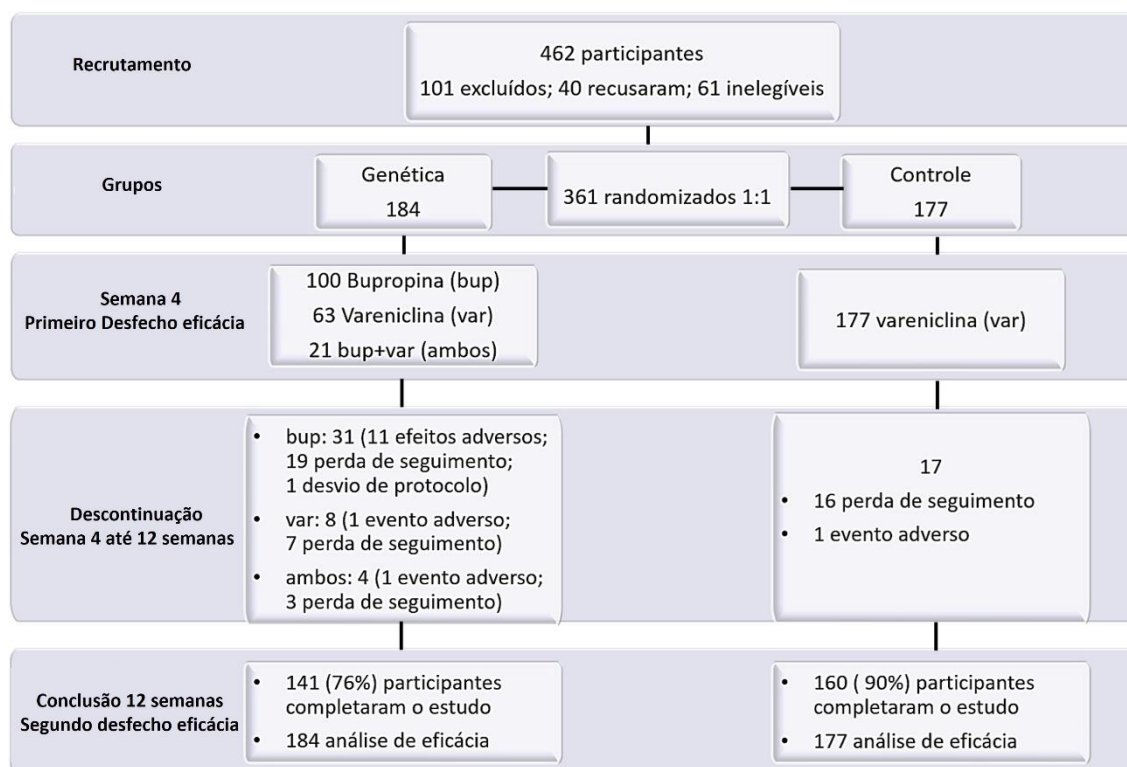 Recrutamento
462 participantes
101 excluídos; 40 recusaram; 61 inelegíveis
Grupos
Genética
184
361 randomizados 1:1
Controle
177
Semana 4
Primeiro Desfecho eficácia
100 Bupropina (bup)
63 Vareniclina (var)
21 bup+var (ambos)
177 vareniclina (var)
Descontinuação
Semana 4 até 12 semanas
• bup: 31 (11 efeitos adversos;
19 perda de seguimento;
1 desvio de protocolo)
• var: 8 (1 evento adverso;
7 perda de seguimento)
• ambos: 4 (1 evento adverso;
3 perda de seguimento)
17
• 16 perda de seguimento
• 1 evento adverso
Conclusão 12 semanas
Segundo desfecho eficácia
• 141 (76%) participantes
completaram o estudo
• 184 análise de eficácia
• 160 ( 90%) participantes
completaram o estudo
• 177 análise de eficácia